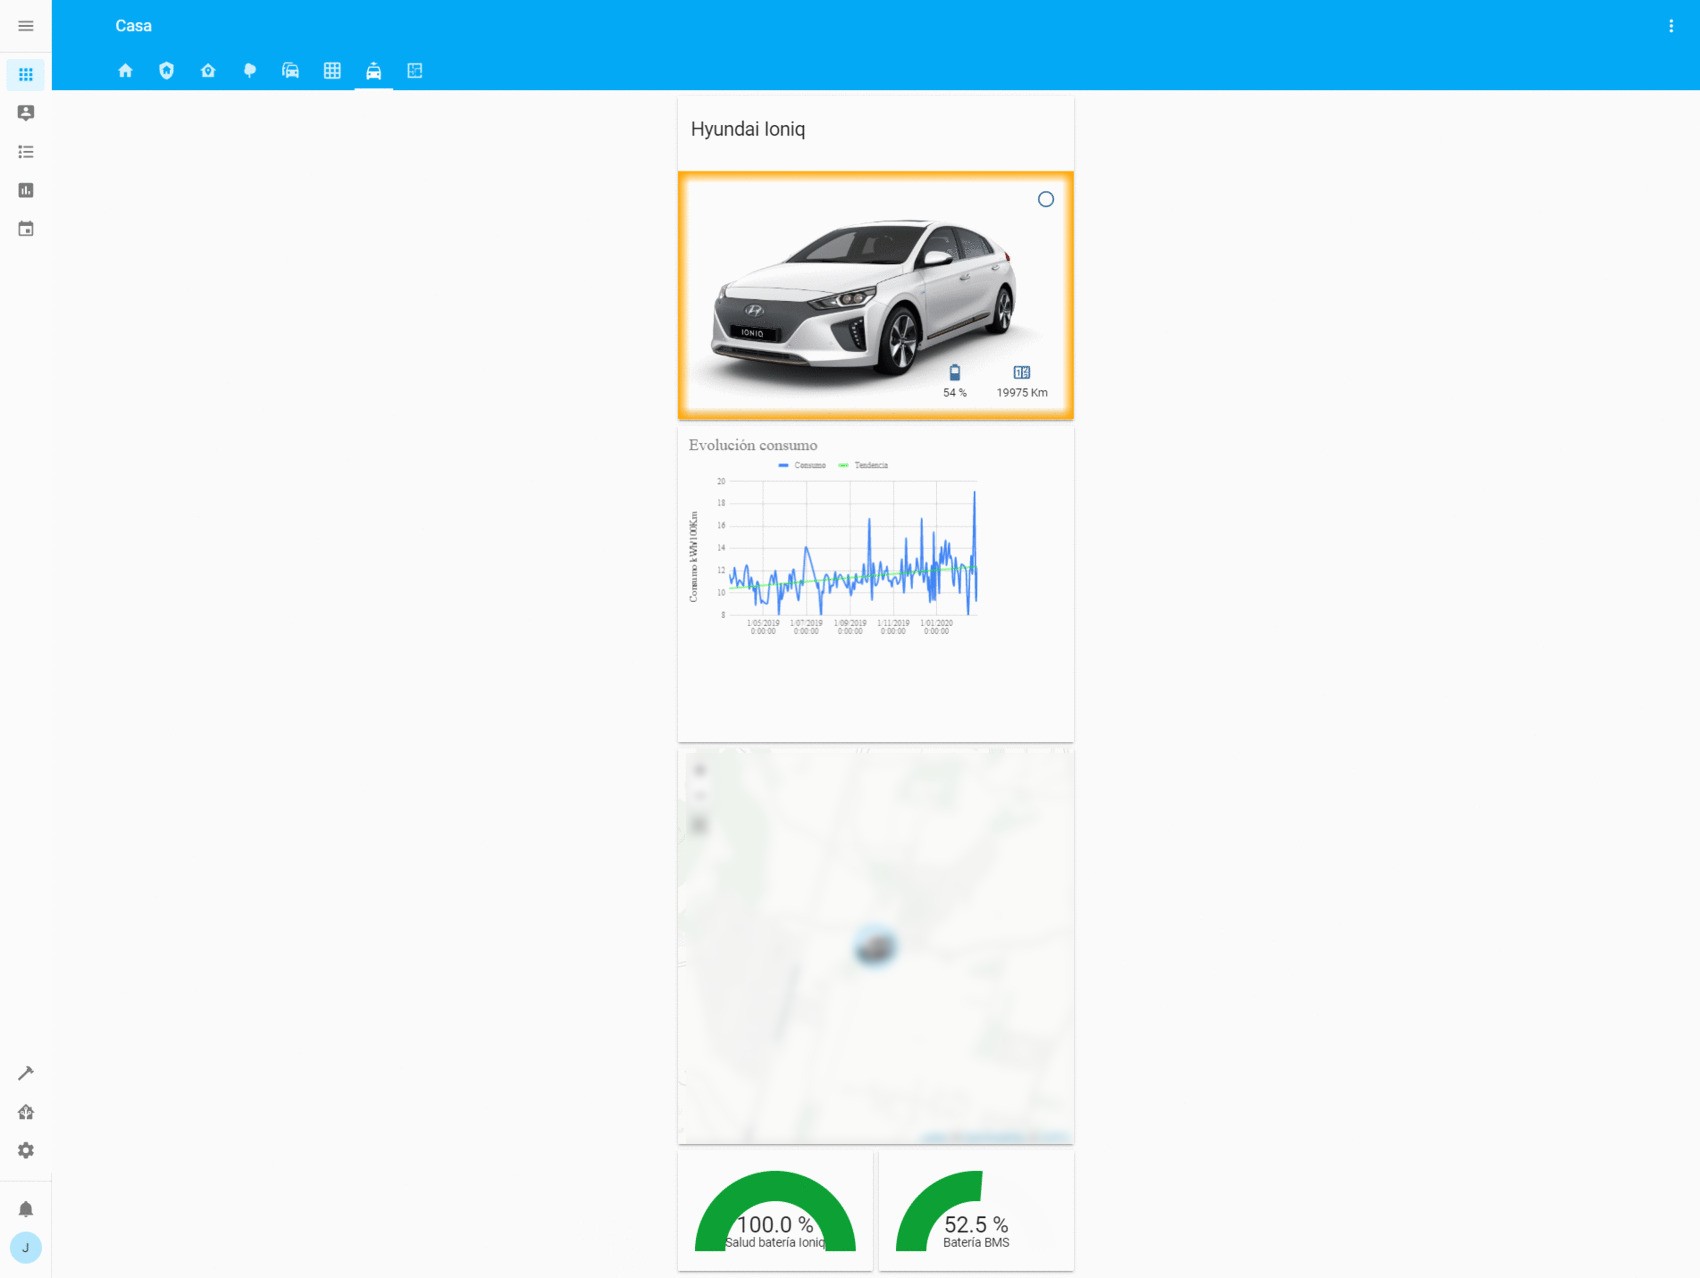 Casa
Hyundai Ioniq
IONIQ
54 %
19975 Km
Evolución consumo
Consumo
Tendencia
Consumo kWh/100Km
20
18
16
14
12
10
8
1/05/2019
0:00:00
1/07/2019
0:00:00
1/09/2019
0:00:00
1/11/2019
0:00:00
1/01/2020
0:00:00
100.0 %
Salud batería Ioniq
52.5 %
Batería BMS
J